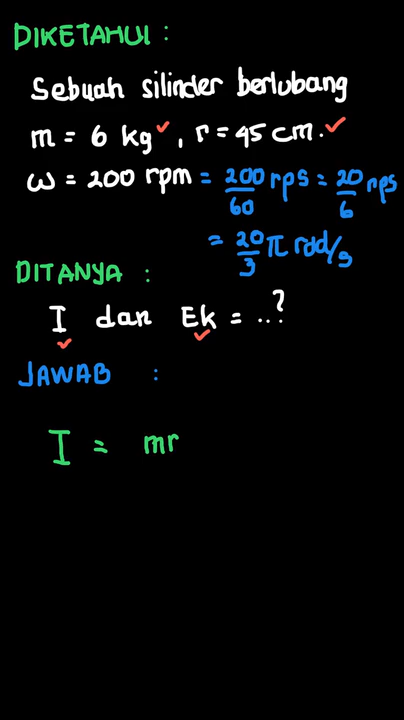 DIKETAHUI :
Sebuah silinder berlubang
m = 6 kg , r = 45 cm.
ω = 200 rpm = 200/60 rps = 20/6 rps
= 20/3 π rad/s
DITANYA :
I dan Ek = ..?
JAWAB :
I = mr